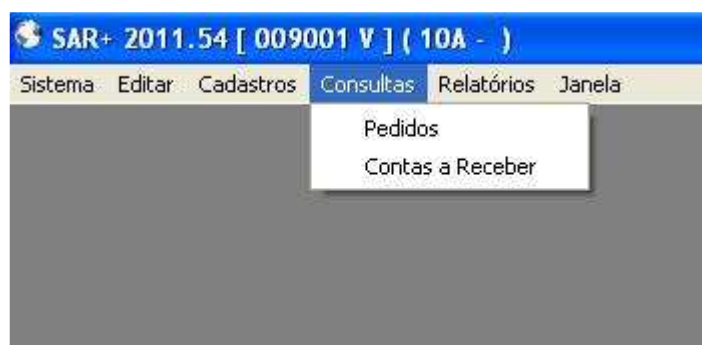 SAR+ 2011.54 [ 009001 V ] ( 10A - )
Sistema Editar Cadastros Consultas Relatórios Janela
Pedidos
Contas a Receber